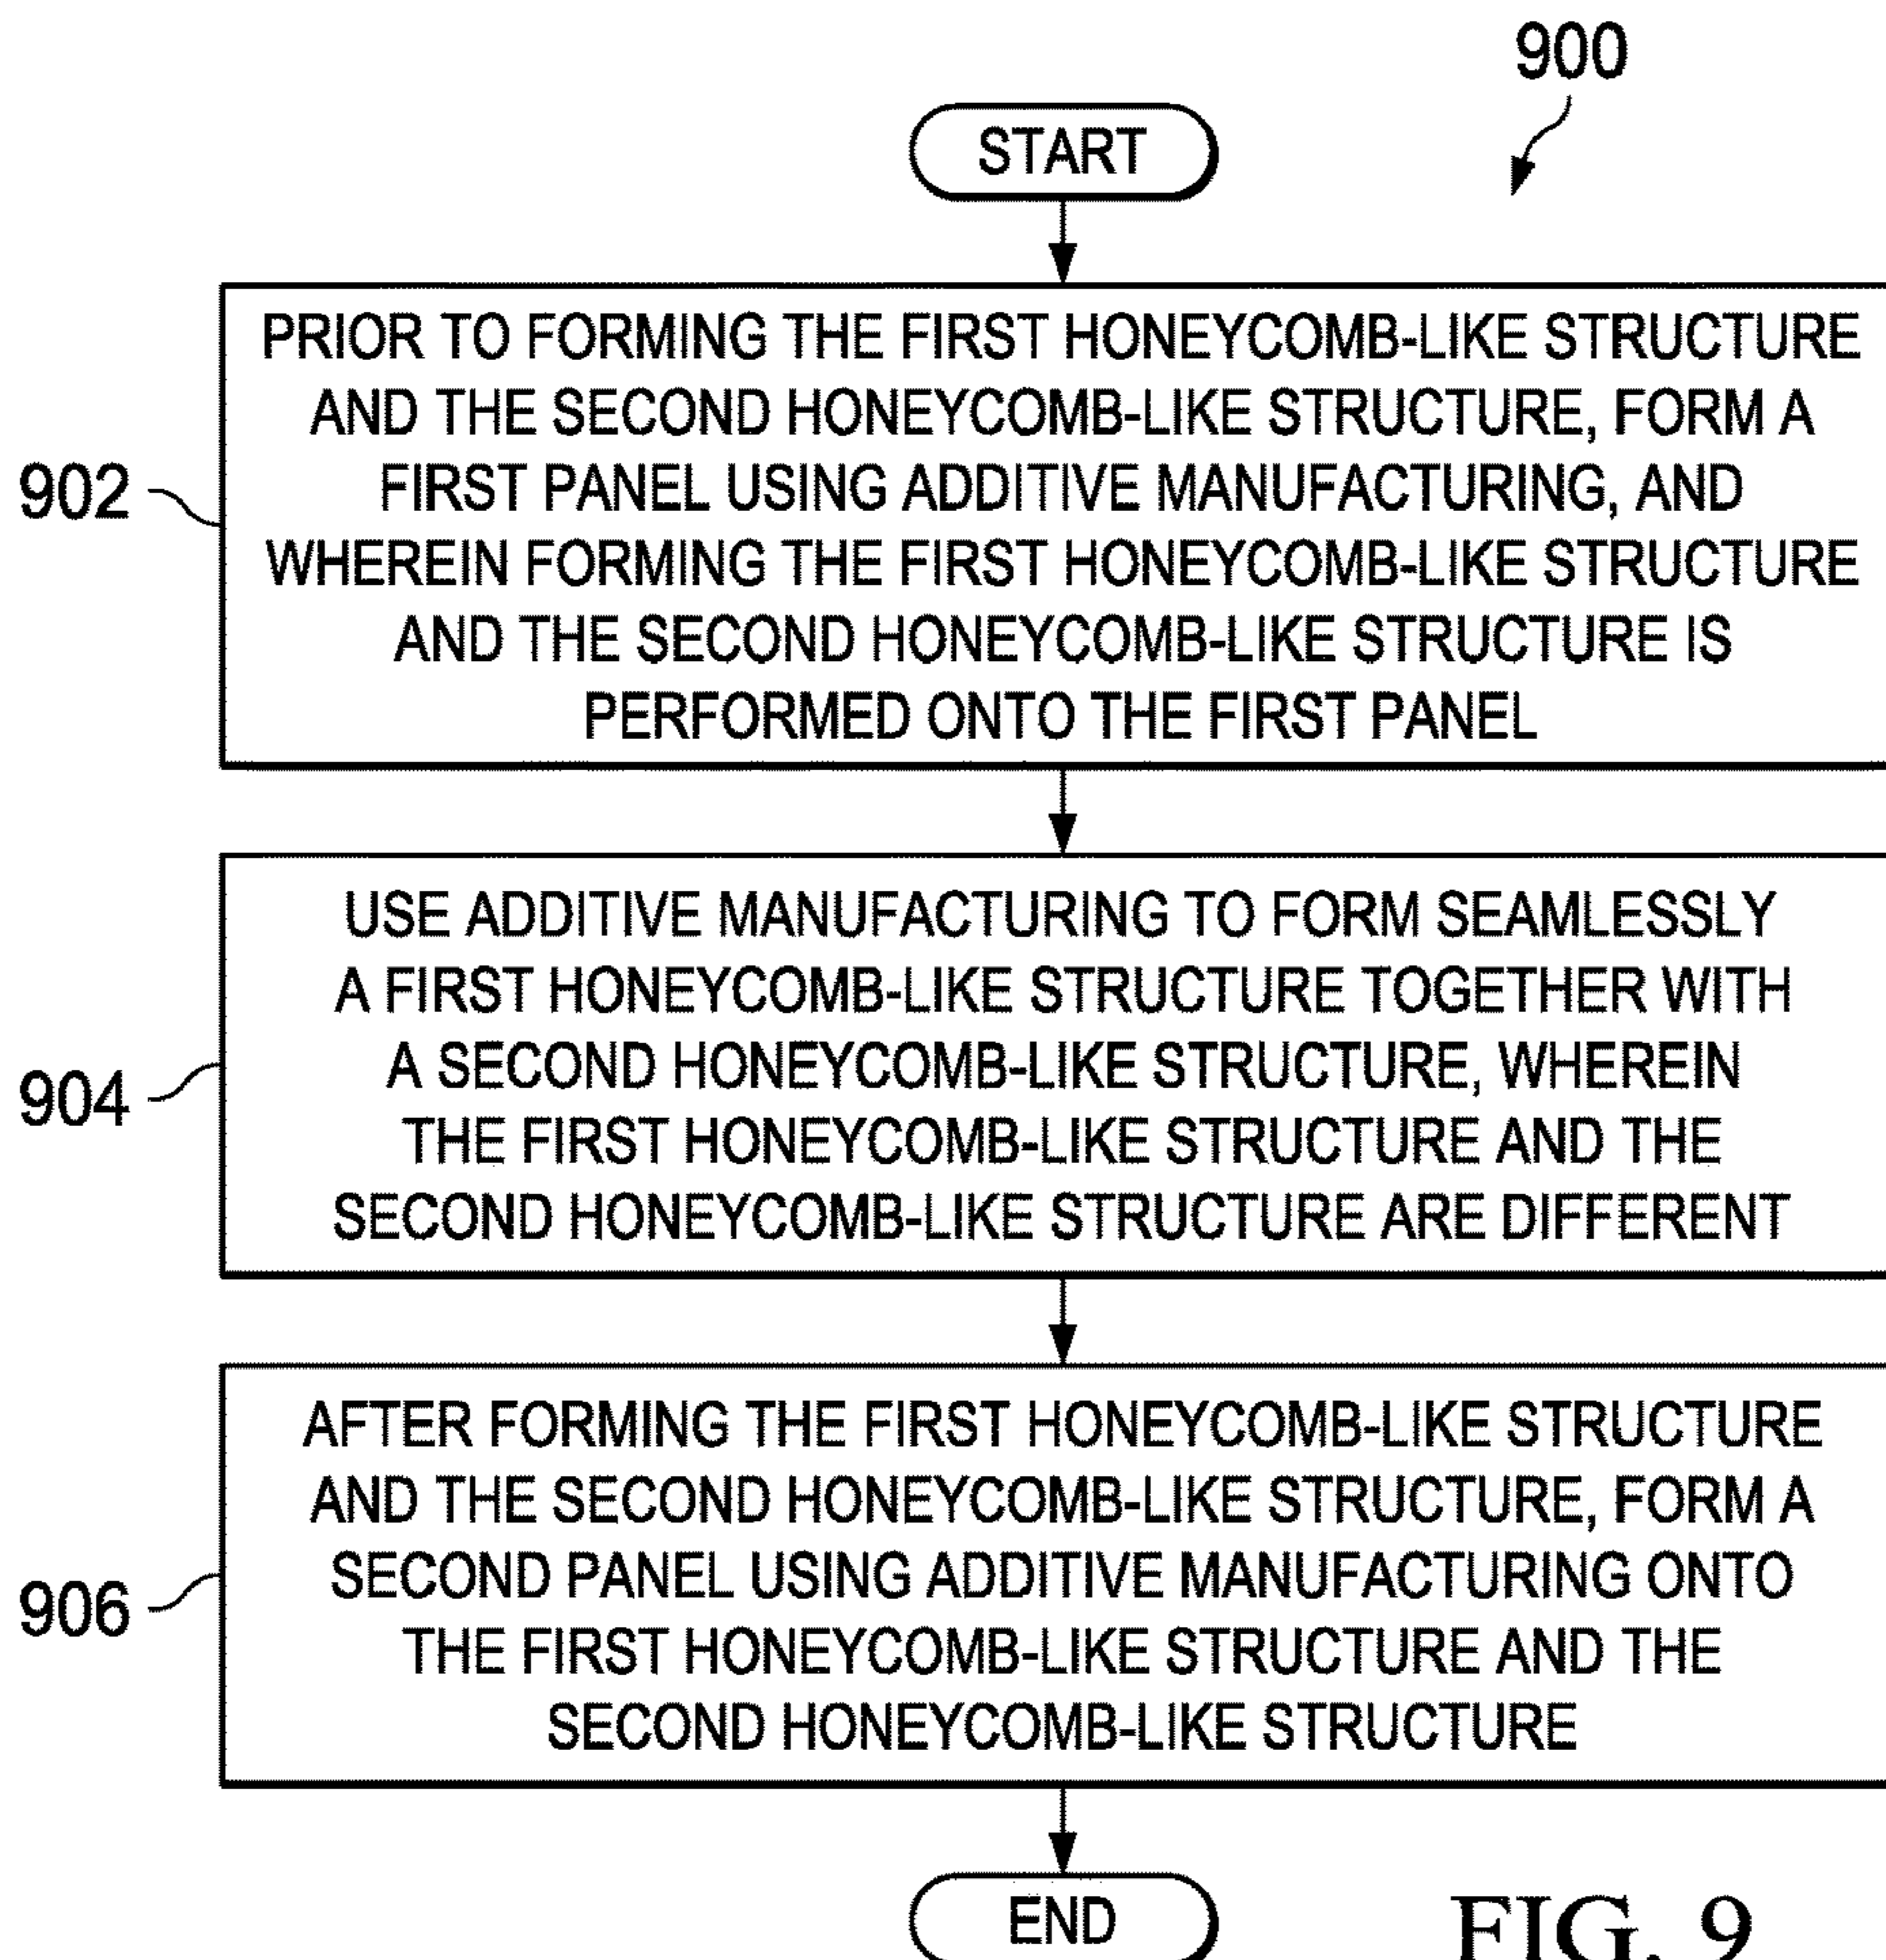 900
START
PRIOR TO FORMING THE FIRST HONEYCOMB-LIKE STRUCTURE
AND THE SECOND HONEYCOMB-LIKE STRUCTURE, FORM A
FIRST PANEL USING ADDITIVE MANUFACTURING, AND
WHEREIN FORMING THE FIRST HONEYCOMB-LIKE STRUCTURE
AND THE SECOND HONEYCOMB-LIKE STRUCTURE IS
PERFORMED ONTO THE FIRST PANEL
902
USE ADDITIVE MANUFACTURING TO FORM SEAMLESSLY
A FIRST HONEYCOMB-LIKE STRUCTURE TOGETHER WITH
A SECOND HONEYCOMB-LIKE STRUCTURE, WHEREIN
THE FIRST HONEYCOMB-LIKE STRUCTURE AND THE
SECOND HONEYCOMB-LIKE STRUCTURE ARE DIFFERENT
904
AFTER FORMING THE FIRST HONEYCOMB-LIKE STRUCTURE
AND THE SECOND HONEYCOMB-LIKE STRUCTURE, FORM A
SECOND PANEL USING ADDITIVE MANUFACTURING ONTO
THE FIRST HONEYCOMB-LIKE STRUCTURE AND THE
SECOND HONEYCOMB-LIKE STRUCTURE
906
END
FIG. 9